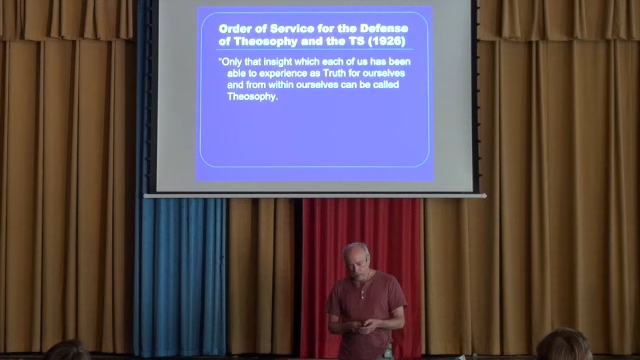 Order of Service for the Defense
of Theosophy and the TS (1926)
“Only that insight which each of us has been
able to experience as Truth for ourselves
and from within ourselves can be called
Theosophy.